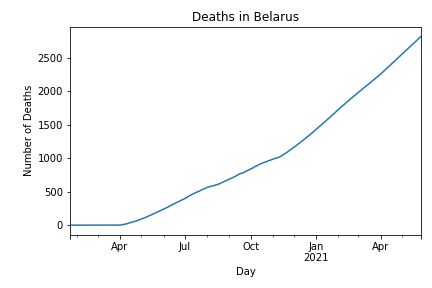 Deaths in Belarus
Number of Deaths
2500
2000
1500
1000
500
0
Apr
Jul
Oct
Jan
2021
Apr
Day